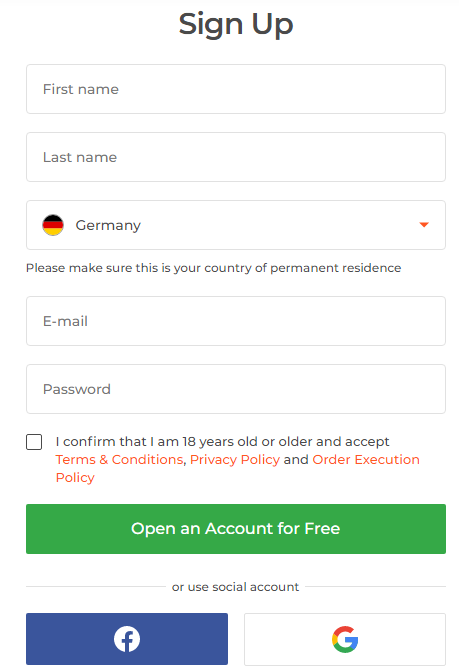 Sign Up
First name
Last name
Germany
Please make sure this is your country of permanent residence
E-mail
Password
I confirm that I am 18 years old or older and accept
Terms & Conditions, Privacy Policy and Order Execution
Policy
Open an Account for Free
or use social account